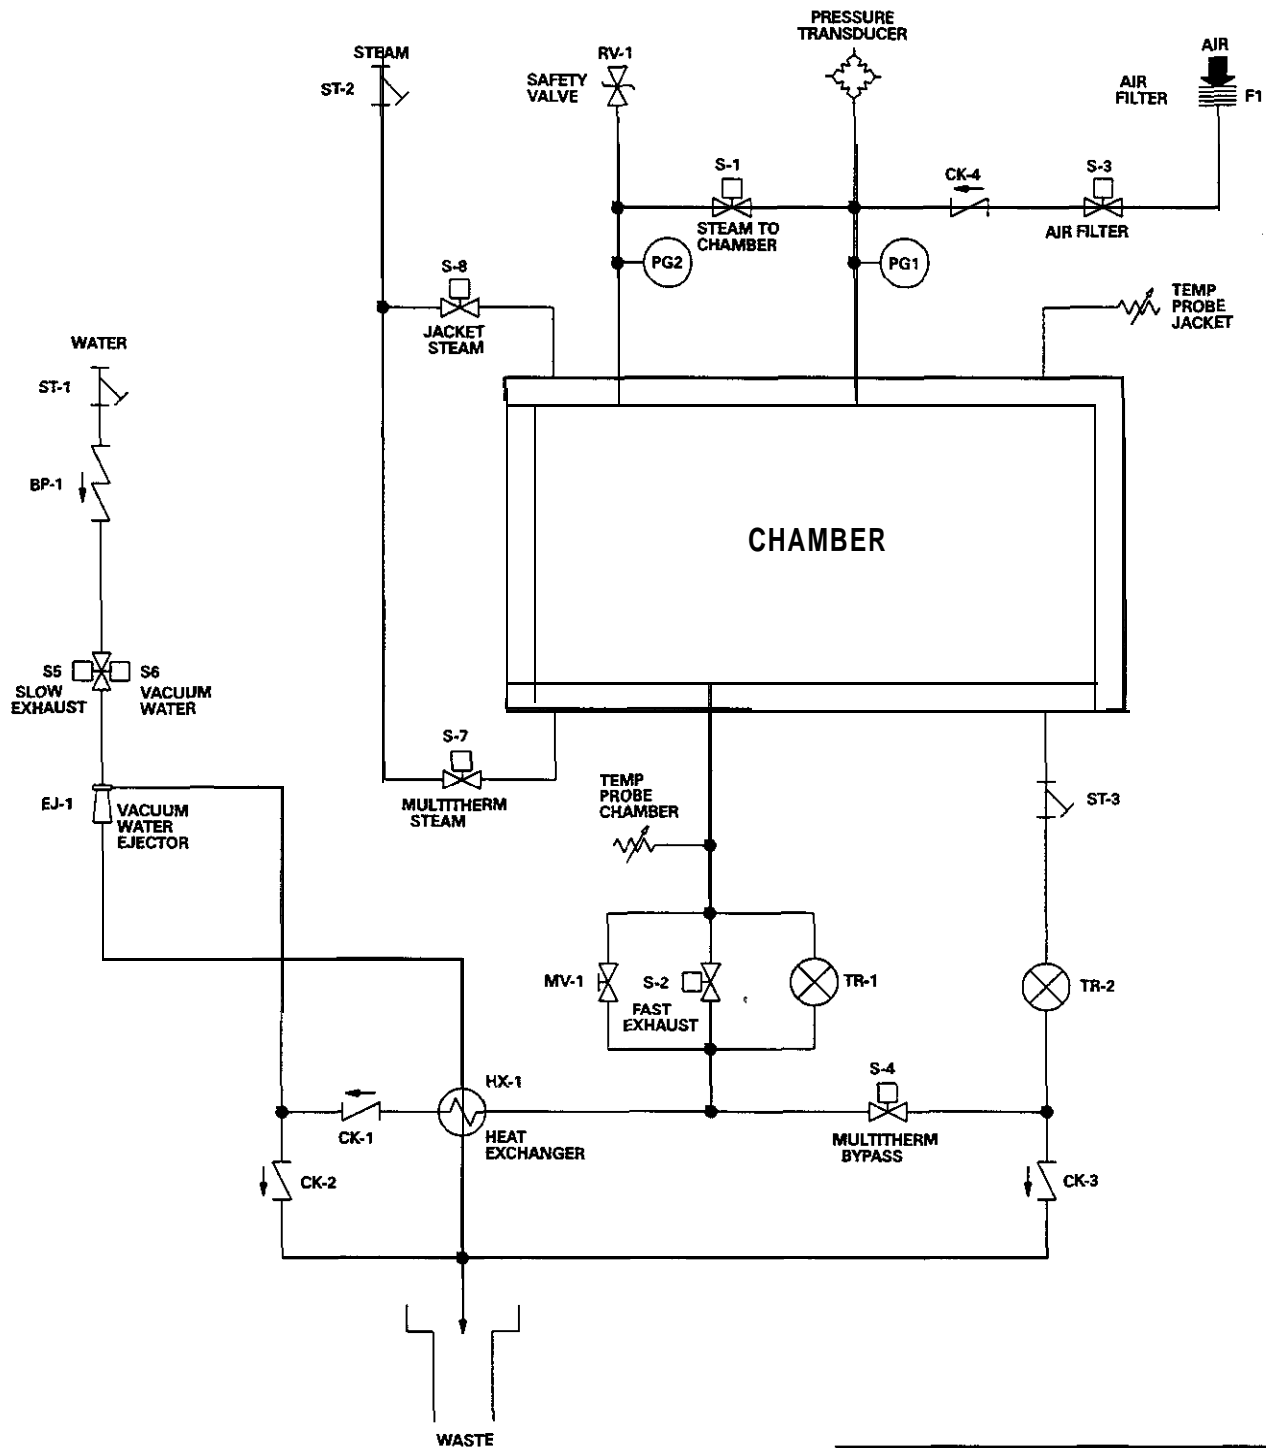 PRESSURE
TRANSDUCER
STEAM
ST-2
RV-1
SAFETY
VALVE
AIR
AIR
FILTER
F1
S-1
STEAM TO
CHAMBER
CK-4
S-3
AIR FILTER
PG2
PG1
S-8
JACKET
STEAM
TEMP
PROBE
JACKET
WATER
ST-1
BP-1
CHAMBER
S5
SLOW
EXHAUST
S6
VACUUM
WATER
S-7
MULTITHERM
STEAM
EJ-1
VACUUM
WATER
EJECTOR
TEMP
PROBE
CHAMBER
ST-3
MV-1
S-2
FAST
EXHAUST
TR-1
TR-2
HX-1
HEAT
EXCHANGER
S-4
MULTITHERM
BYPASS
CK-1
CK-2
CK-3
WASTE